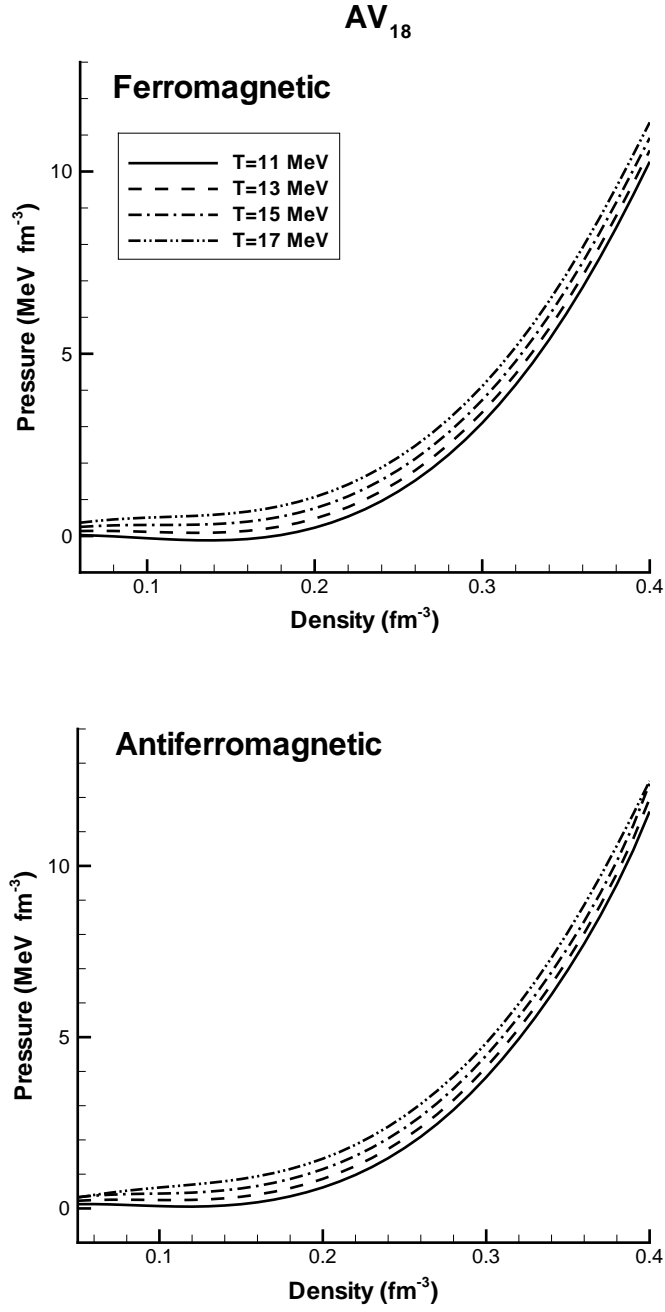 AV₁₈
Ferromagnetic
T=11 MeV
T=13 MeV
T=15 MeV
T=17 MeV
10
5
0
Pressure (MeV fm⁻³)
0.1 0.2 0.3 0.4
Density (fm⁻³)
Antiferromagnetic
10
5
0
Pressure (MeV fm⁻³)
0.1 0.2 0.3 0.4
Density (fm⁻³)